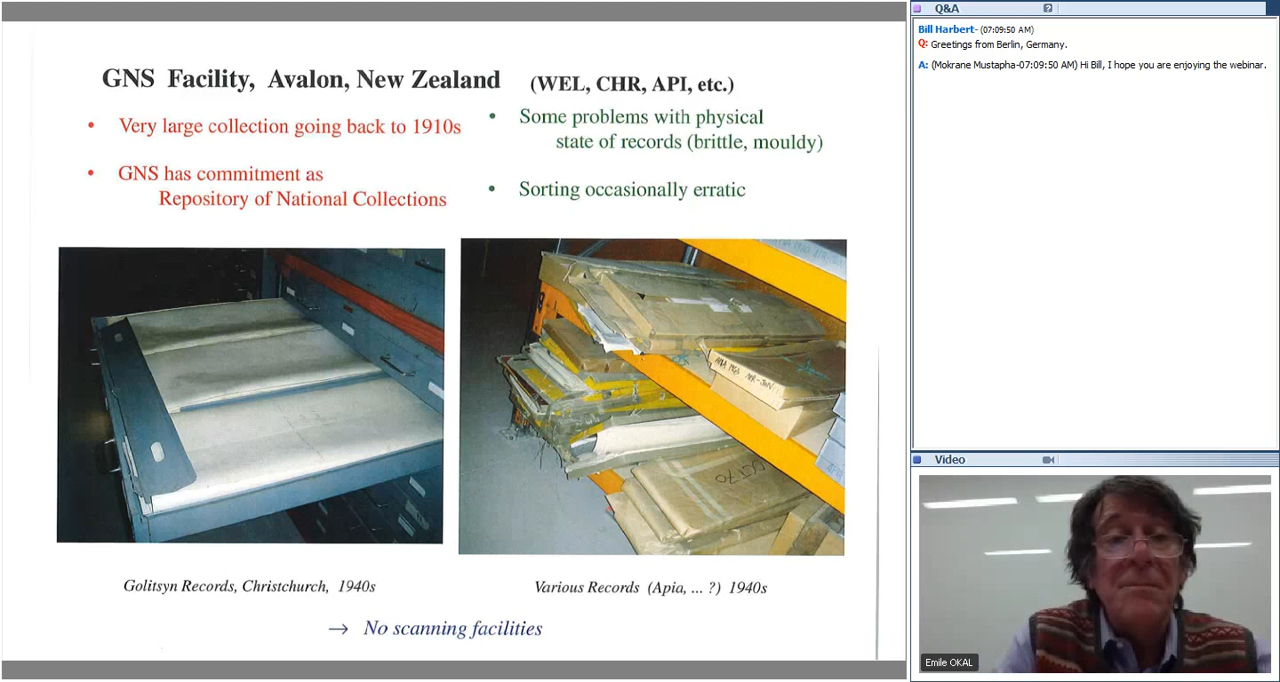 GNS Facility, Avalon, New Zealand (WEL, CHR, API, etc.)
• Very large collection going back to 1910s
• GNS has commitment as
Repository of National Collections
• Some problems with physical
state of records (brittle, mouldy)
• Sorting occasionally erratic
OCT 70
Golitsyn Records, Christchurch, 1940s
Various Records (Apia, ... ?) 1940s
→ No scanning facilities
Q&A
Bill Harbert- (07:09:50 AM)
Q: Greetings from Berlin, Germany.
A: (Mokrane Mustapha-07:09:50 AM) Hi Bill, I hope you are enjoying the webinar.
Video
Emile OKAL